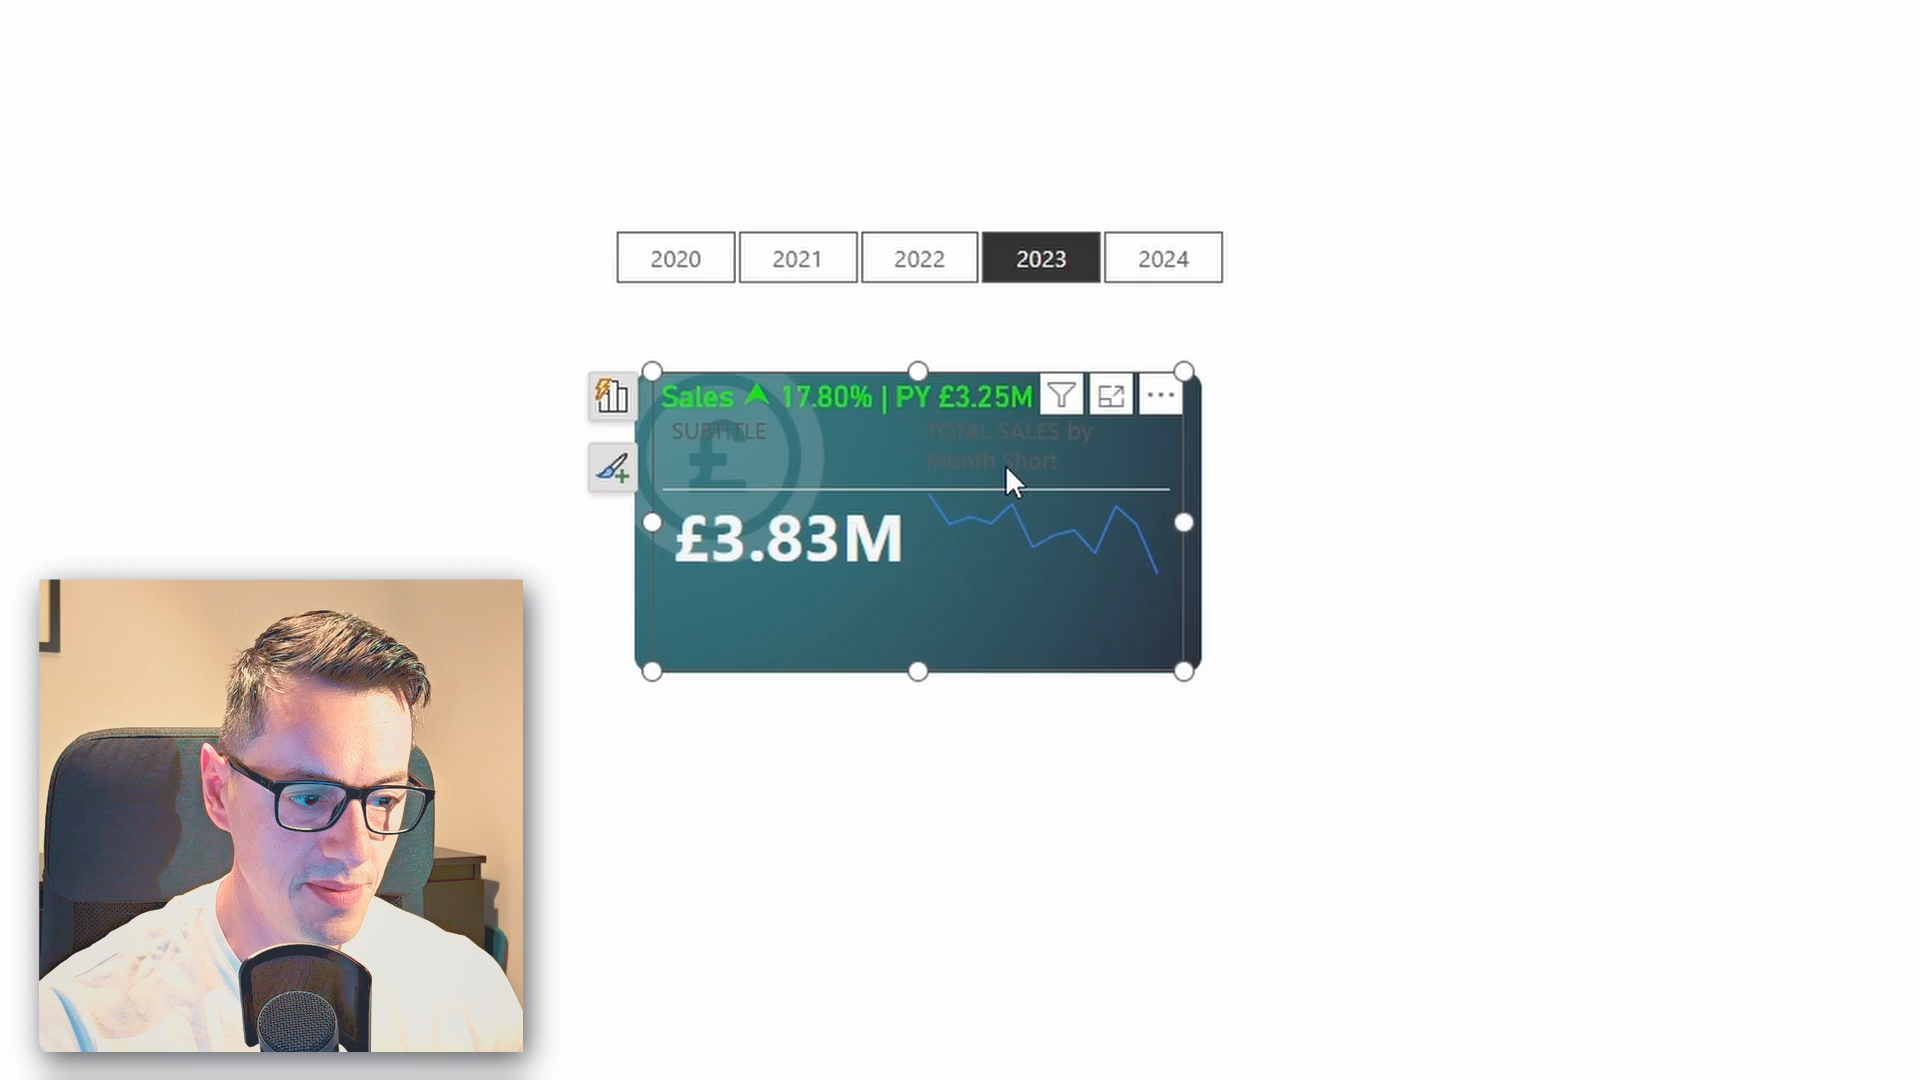 2020 2021 2022 2023 2024
Sales ▲ 17.80% | PY £3.25M
SUBTITLE
TOTAL SALES by
Month Short
£
£3.83M